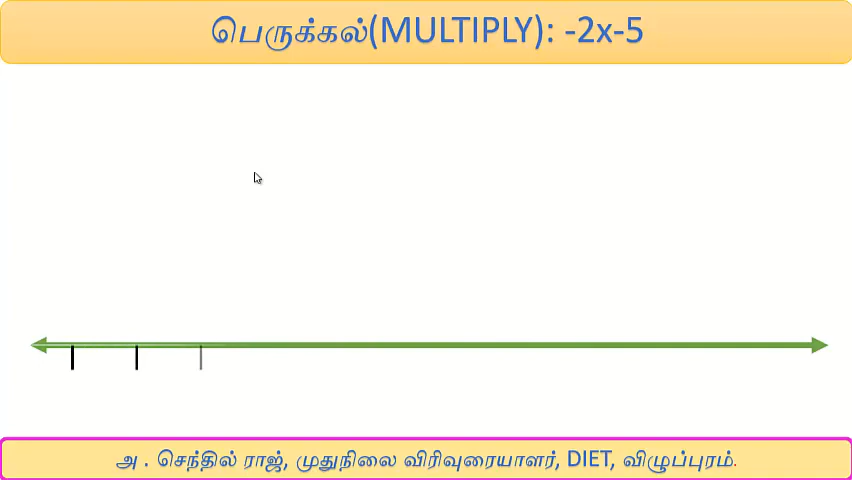 பெருக்கல்(MULTIPLY): -2x-5
அ . செந்தில் ராஜ், முதுநிலை விரிவுரையாளர், DIET, விழுப்புரம்.